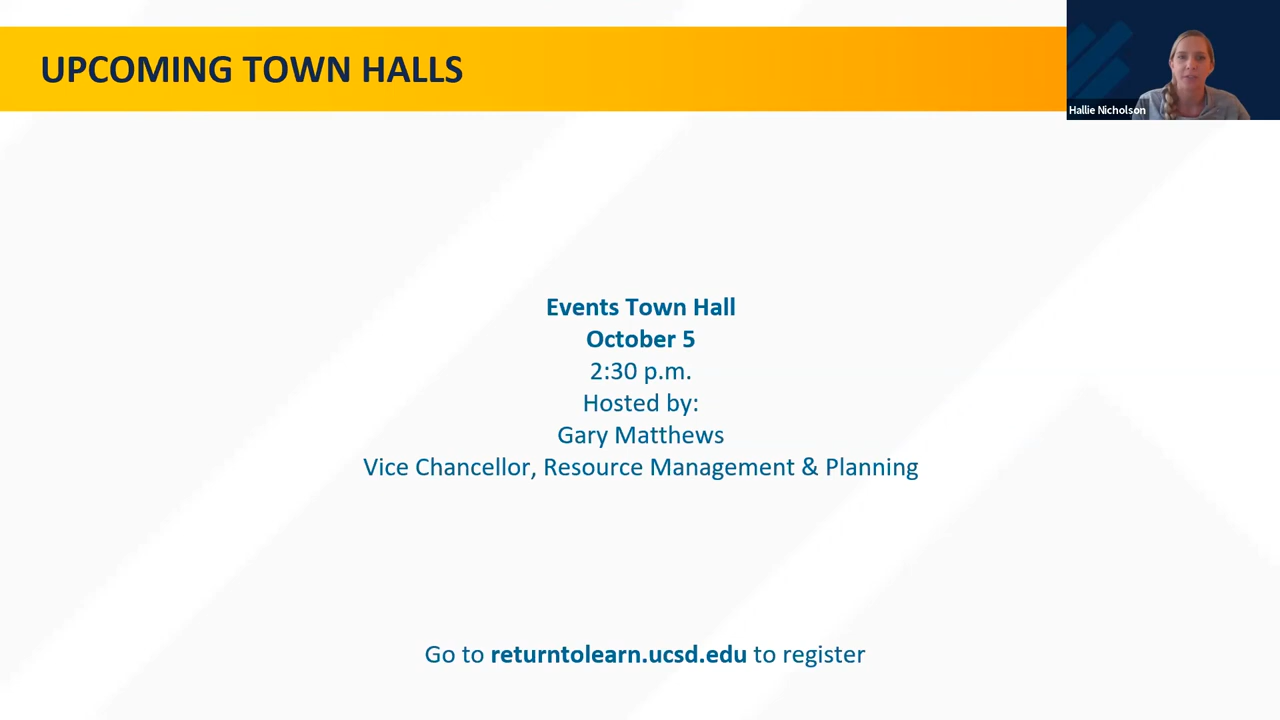 UPCOMING TOWN HALLS
Hallie Nicholson
Events Town Hall
October 5
2:30 p.m.
Hosted by:
Gary Matthews
Vice Chancellor, Resource Management & Planning
Go to returntolearn.ucsd.edu to register